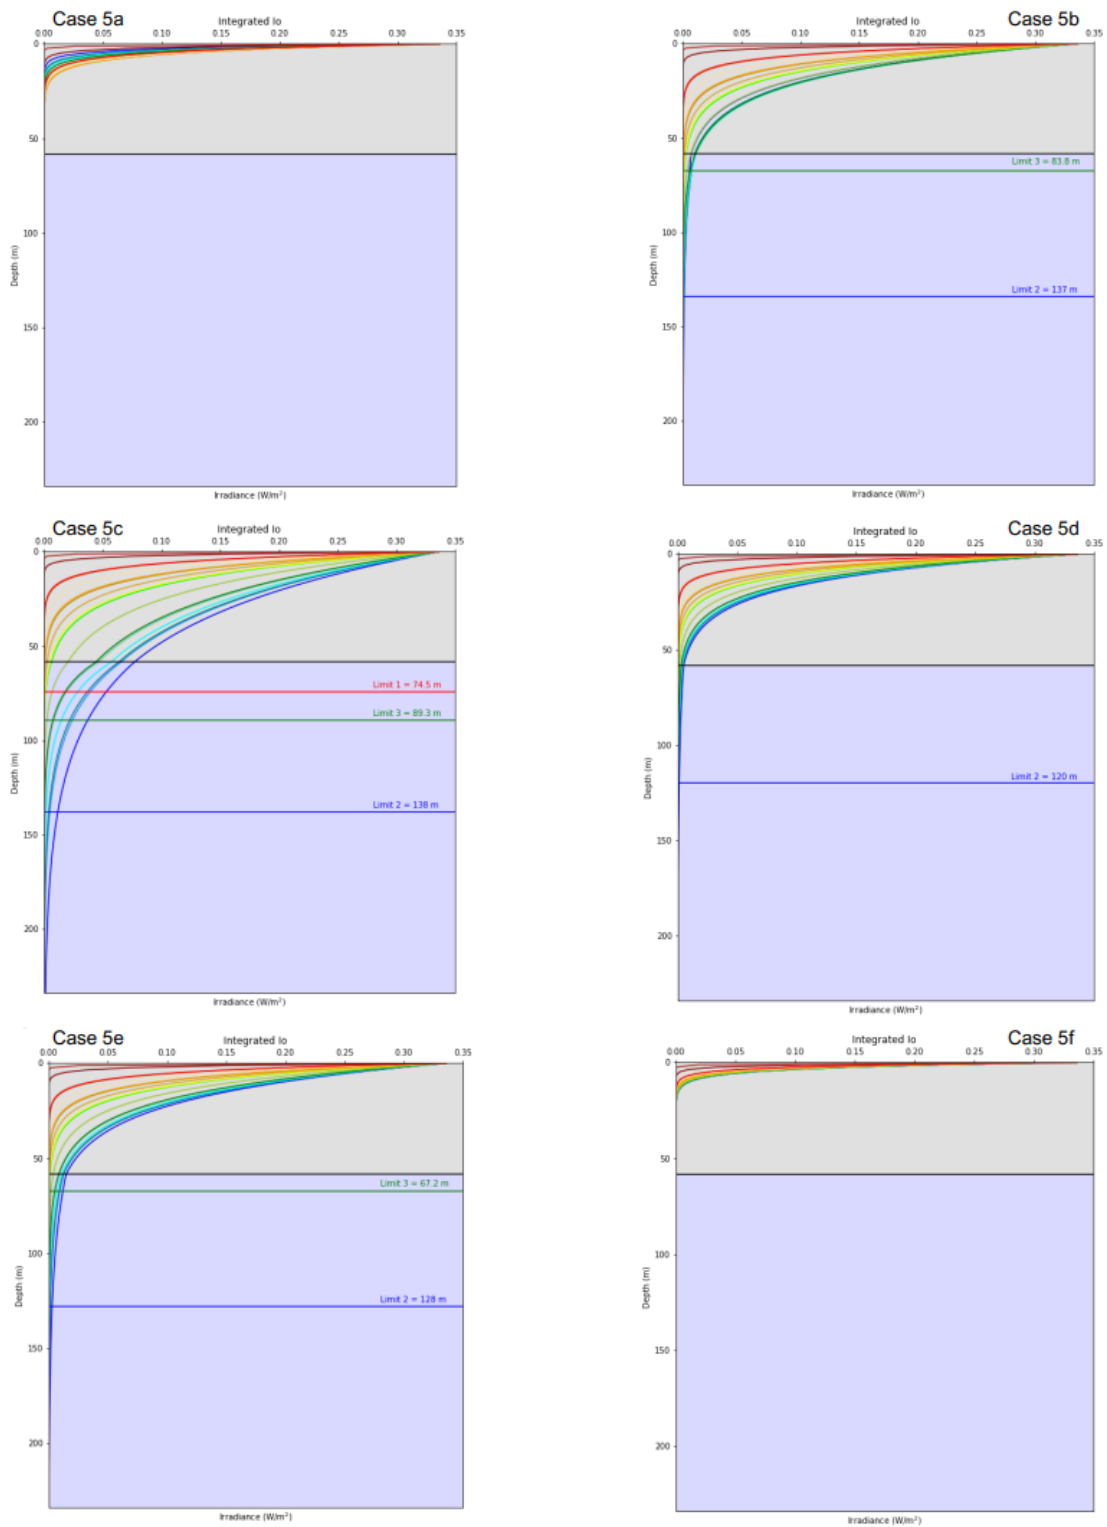 Case 5a
Integrated Io
0.00 0.05 0.10 0.15 0.20 0.25 0.30 0.35
0
50
100
150
200
Depth (m)
Irradiance (W/m²)
Case 5b
Integrated Io
0.00 0.05 0.10 0.15 0.20 0.25 0.30 0.35
0
50
Limit 3 = 83.8 m
100
Limit 2 = 137 m
150
200
Depth (m)
Irradiance (W/m²)
Case 5c
Integrated Io
0.00 0.05 0.10 0.15 0.20 0.25 0.30 0.35
0
50
Limit 1 = 74.5 m
Limit 3 = 89.3 m
100
Limit 2 = 138 m
150
200
Depth (m)
Irradiance (W/m²)
Case 5d
Integrated Io
0.00 0.05 0.10 0.15 0.20 0.25 0.30 0.35
0
50
100
Limit 2 = 120 m
150
200
Depth (m)
Irradiance (W/m²)
Case 5e
Integrated Io
0.00 0.05 0.10 0.15 0.20 0.25 0.30 0.35
0
50
Limit 3 = 67.2 m
100
Limit 2 = 128 m
150
200
Depth (m)
Irradiance (W/m²)
Case 5f
Integrated Io
0.00 0.05 0.10 0.15 0.20 0.25 0.30 0.35
0
50
100
150
200
Depth (m)
Irradiance (W/m²)